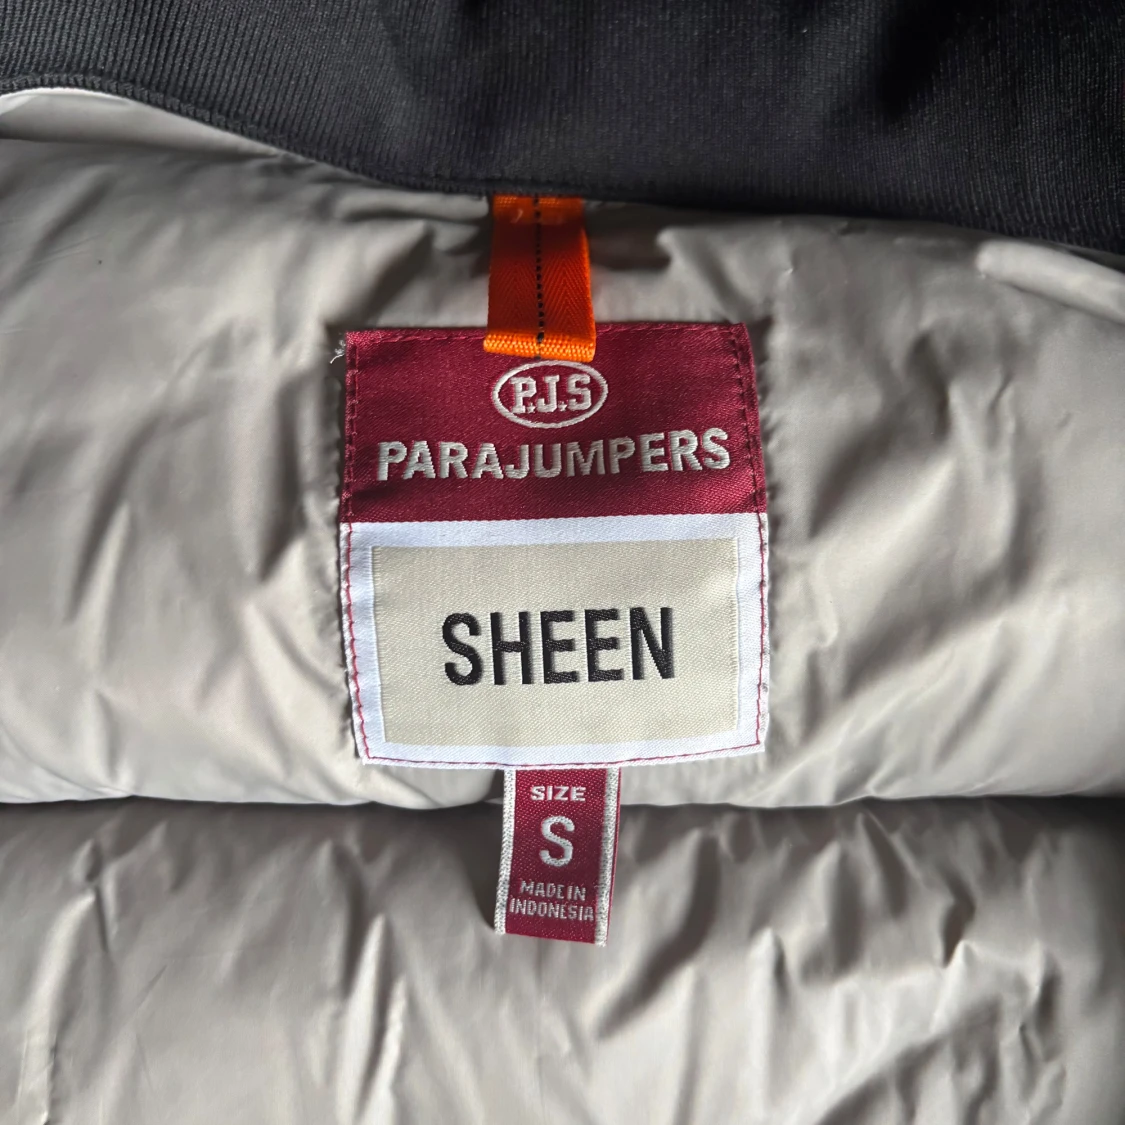 P.J.S
PARAJUMPERS
SHEEN
SIZE
S
MADE IN
INDONESIA